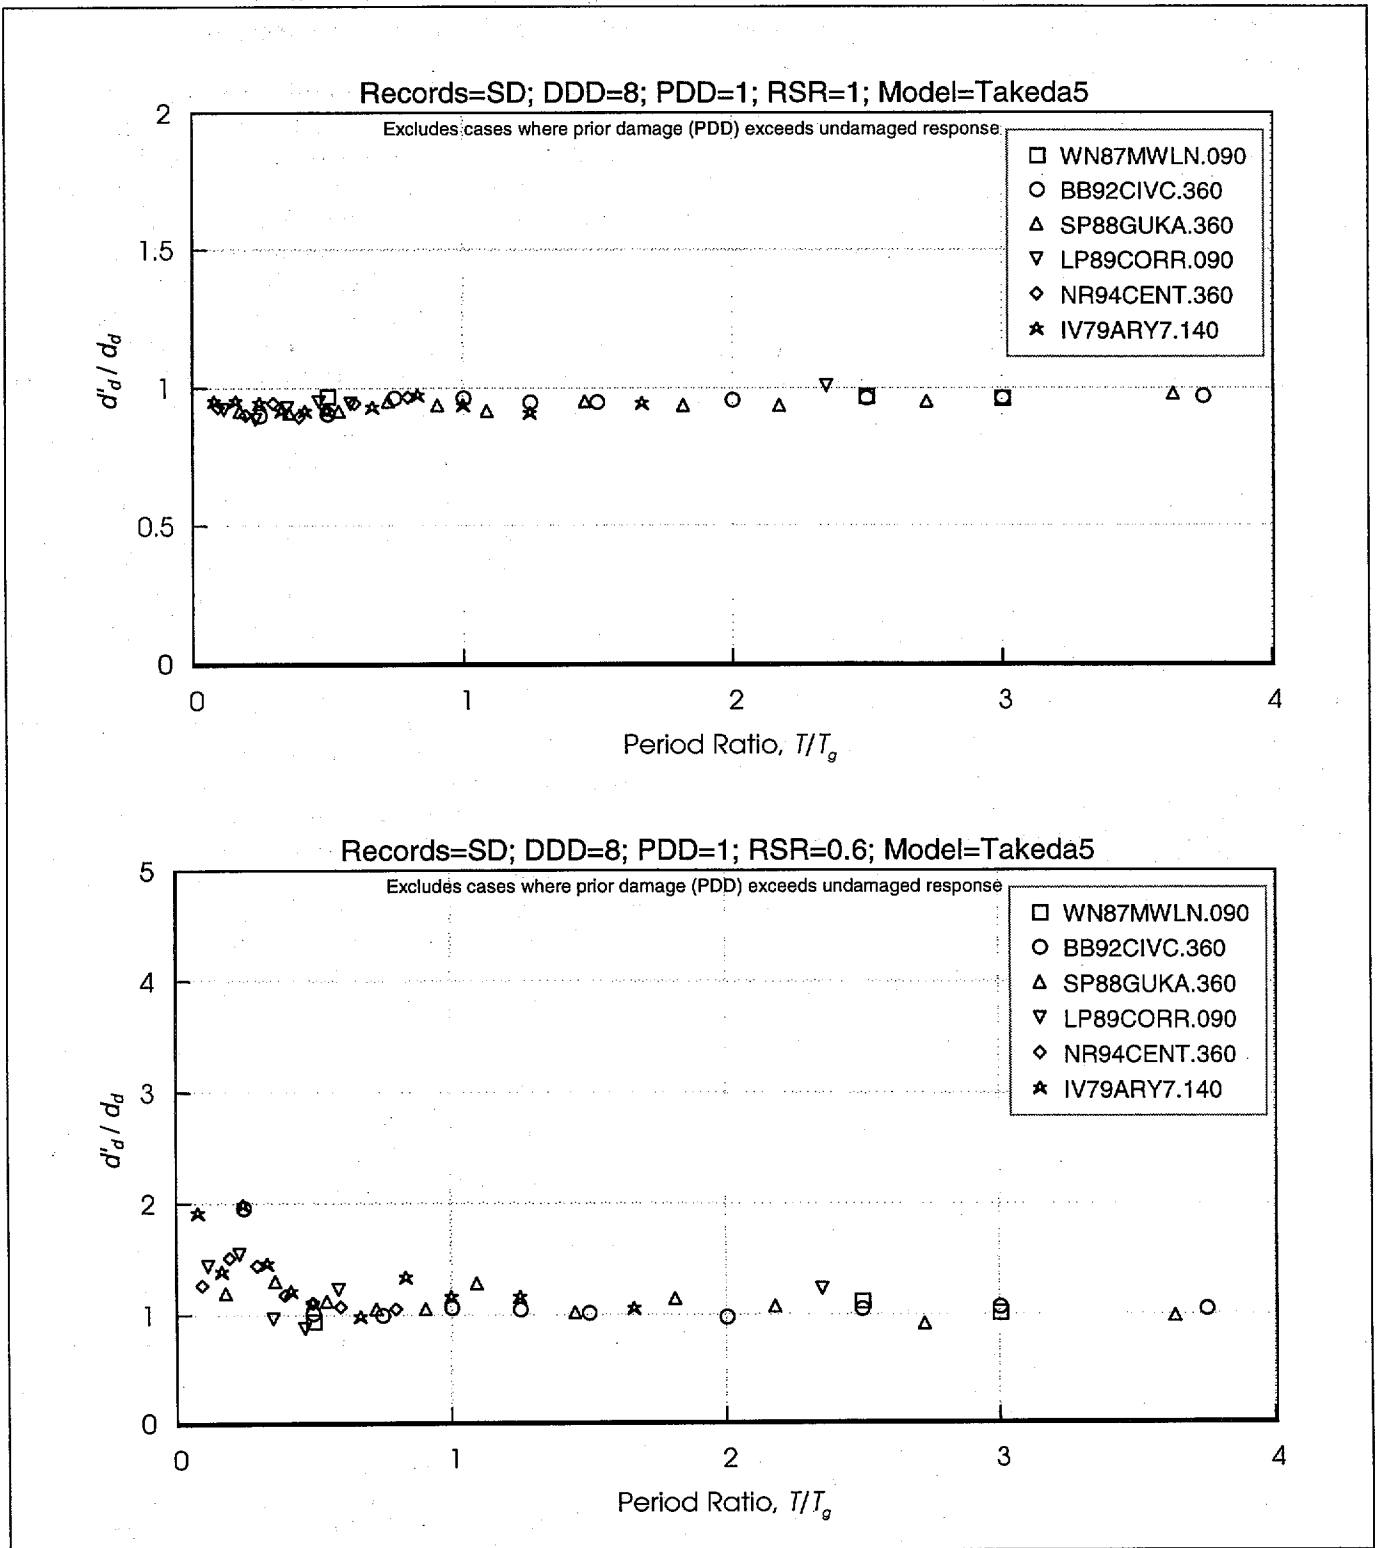 Records=SD; DDD=8; PDD=1; RSR=1; Model=Takeda5
Excludes cases where prior damage (PDD) exceeds undamaged response
2
1.5
1
0.5
0
d'd / dd
WN87MWLN.090
BB92CIVC.360
SP88GUKA.360
LP89CORR.090
NR94CENT.360
IV79ARY7.140
0 1 2 3 4
Period Ratio, T/Tg
Records=SD; DDD=8; PDD=1; RSR=0.6; Model=Takeda5
Excludes cases where prior damage (PDD) exceeds undamaged response
5
4
3
2
1
0
d"d / dd
WN87MWLN.090
BB92CIVC.360
SP88GUKA.360
LP89CORR.090
NR94CENT.360
IV79ARY7.140
0 1 2 3 4
Period Ratio, T/Tg